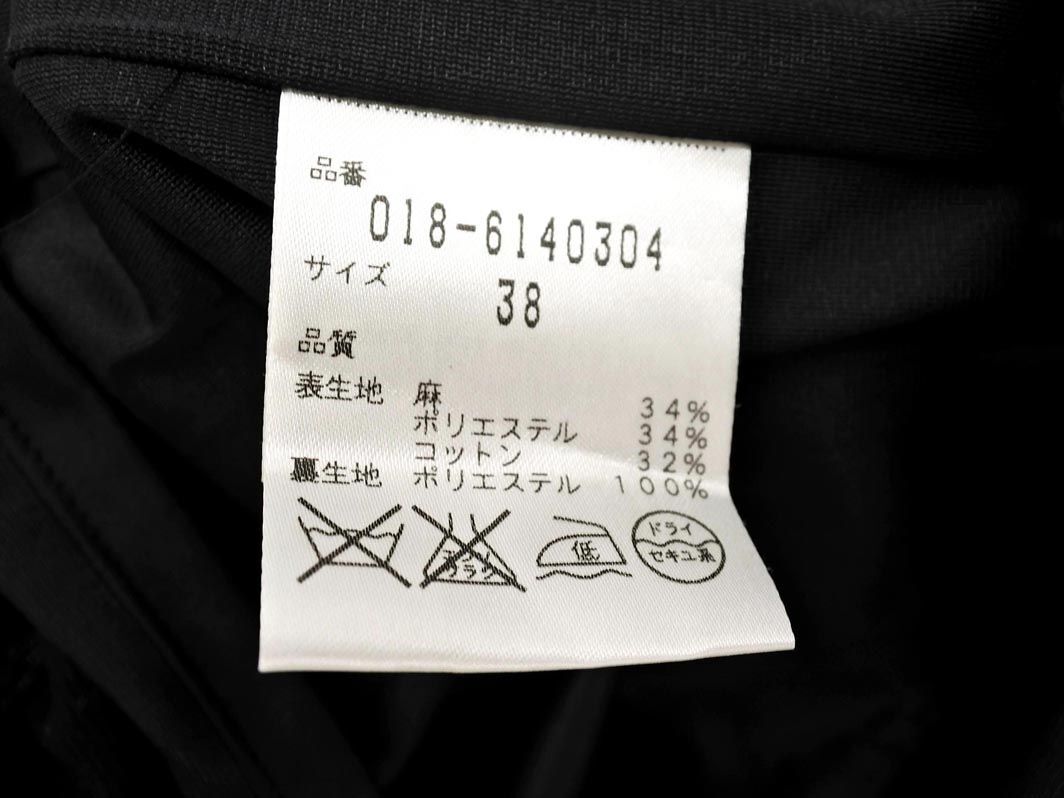 品番
018-6140304
サイズ
38
品質
表生地 麻 34%
ポリエステル 34%
コットン 32%
裏生地 ポリエステル 100%
低
ドライ
セキユ系